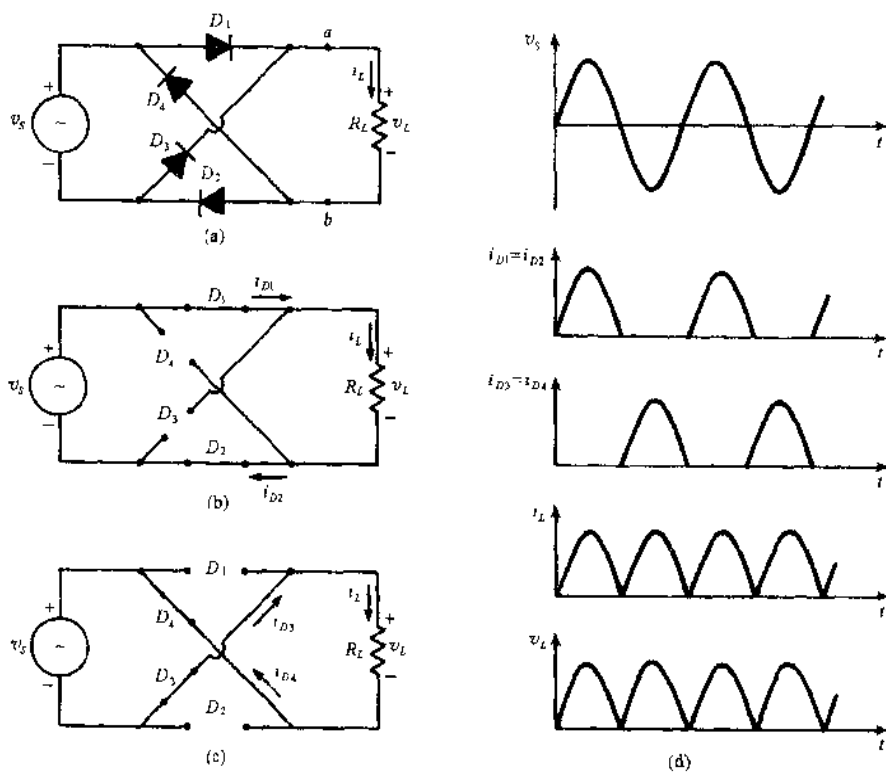 D1
a
+
iL
+
vS
~
D4
RL
vL
D3
−
D2
−
b
(a)
D1
iD1
+
iL
+
vS
~
D4
RL
vL
D3
−
−
D2
iD2
(b)
D1
+
iL
+
D4
iD3
vS
~
RL
vL
D3
iD4
−
−
D2
(c)
vS
t
iD1=iD2
t
iD3=iD4
t
iL
t
vL
t
(d)